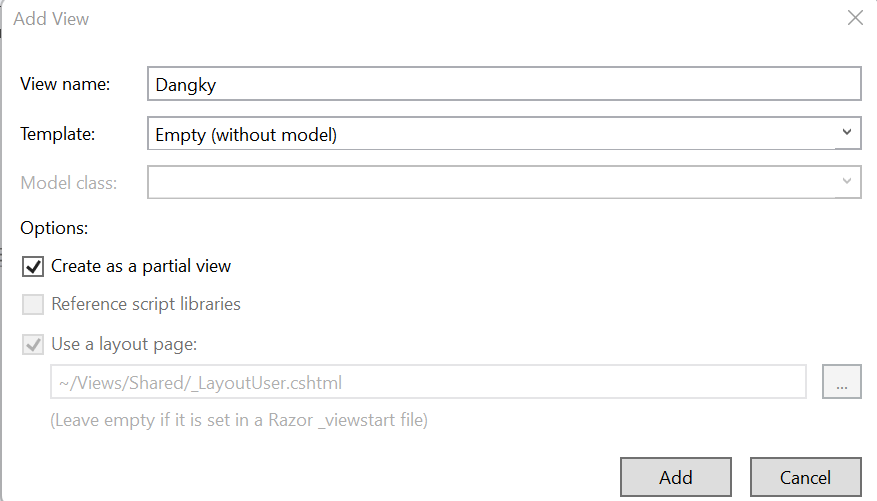 Add View
View name: Dangky
Template: Empty (without model)
Model class:
Options:
Create as a partial view
Reference script libraries
Use a layout page:
~/Views/Shared/_LayoutUser.cshtml ...
(Leave empty if it is set in a Razor _viewstart file)
Add Cancel